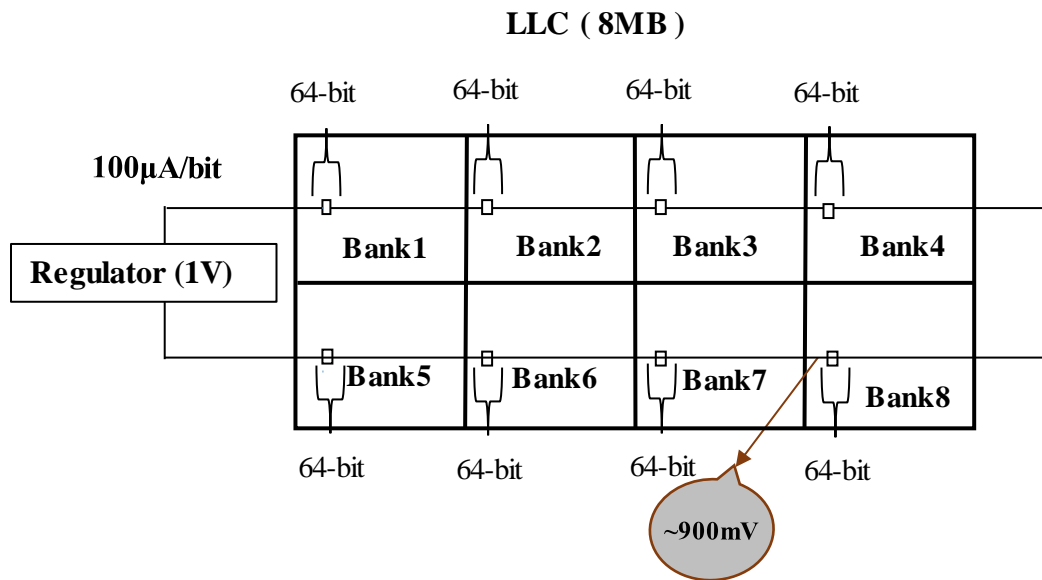 LLC ( 8MB )
64-bit
64-bit
64-bit
64-bit
100µA/bit
Bank1
Bank2
Bank3
Bank4
Regulator (1V)
Bank5
Bank6
Bank7
Bank8
64-bit
64-bit
64-bit
64-bit
~900mV